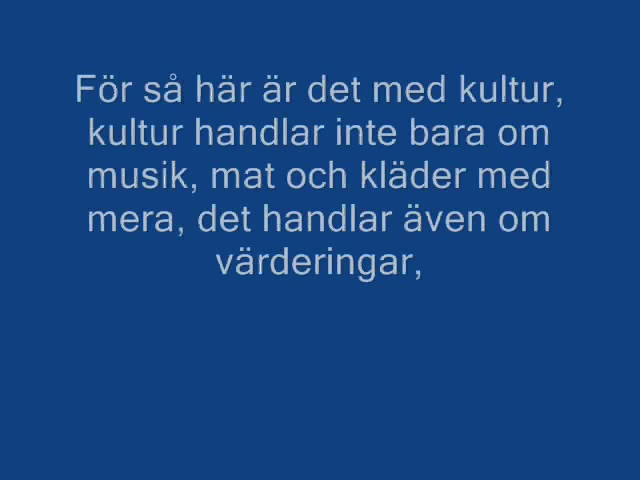 För så här är det med kultur,
kultur handlar inte bara om
musik, mat och kläder med
mera, det handlar även om
värderingar,